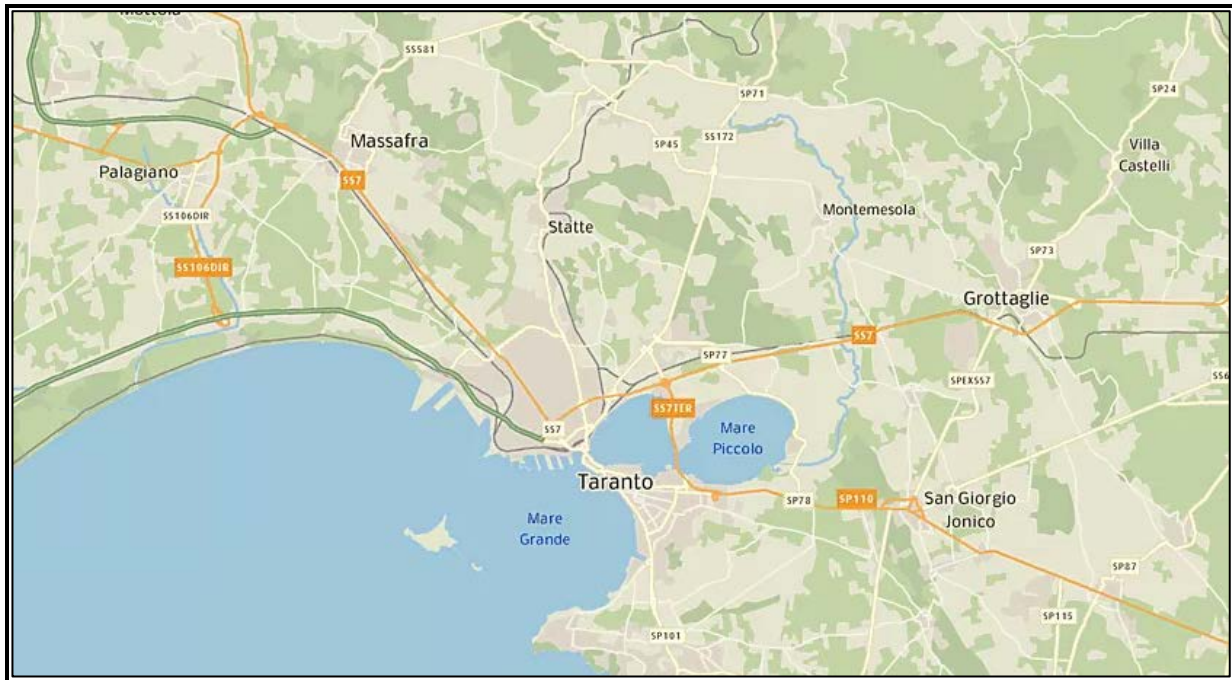 Mottola
SS581
SP71
SP24
Massafra
SS172
SP45
Villa
Castelli
Palagiano
SS7
SS106DIR
Statte
Montemesola
SP73
SS106DIR
Grottaglie
SS7
SP77
SPEXSS7
SS7TER
SS7
Mare
Piccolo
Taranto
SP78
SP110
San Giorgio
Jonico
Mare
Grande
SP87
SP115
SP101